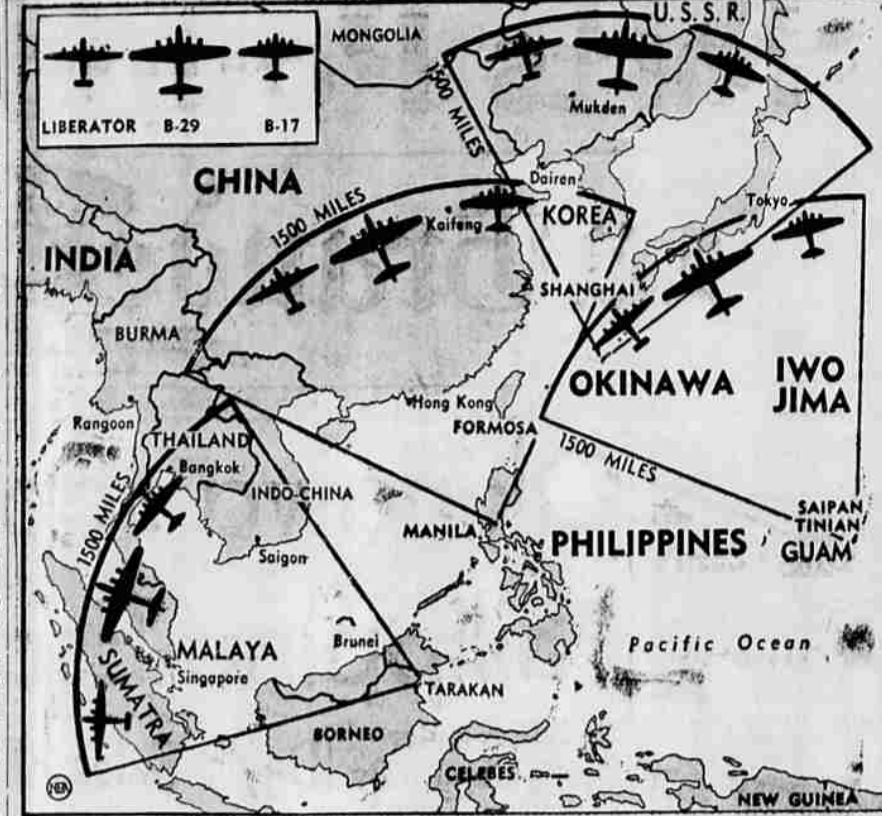 LIBERATOR B-29 B-17
MONGOLIA
U. S. S. R.
1500 MILES
Mukden
CHINA
Dairen
1500 MILES
Kaifeng
KOREA
Tokyo
INDIA
SHANGHAI
BURMA
OKINAWA
IWO
JIMA
Hong Kong
Rangoon
FORMOSA
THAILAND
1500 MILES
Bangkok
INDO-CHINA
1500 MILES
SAIPAN
TINIAN
GUAM
MANILA
PHILIPPINES
Saigon
Brunei
MALAYA
Pacific Ocean
Singapore
SUMATRA
TARAKAN
BORNEO
CELEBES
NEA
NEW GUINEA